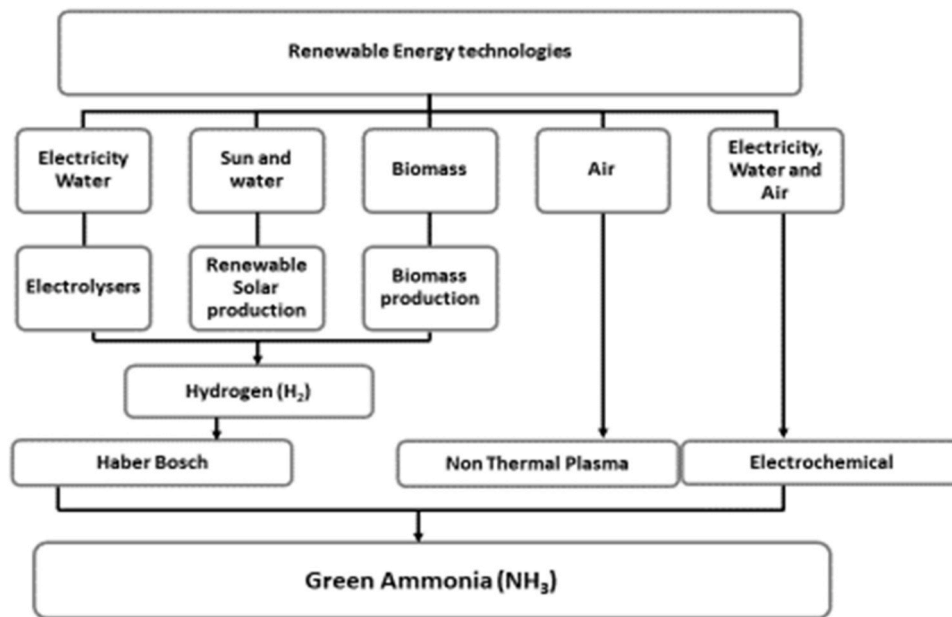 Renewable Energy technologies
Electricity
Water
Sun and
water
Biomass
Air
Electricity,
Water and
Air
Electrolysers
Renewable
Solar
production
Biomass
production
Hydrogen (H₂)
Haber Bosch
Non Thermal Plasma
Electrochemical
Green Ammonia (NH₃)